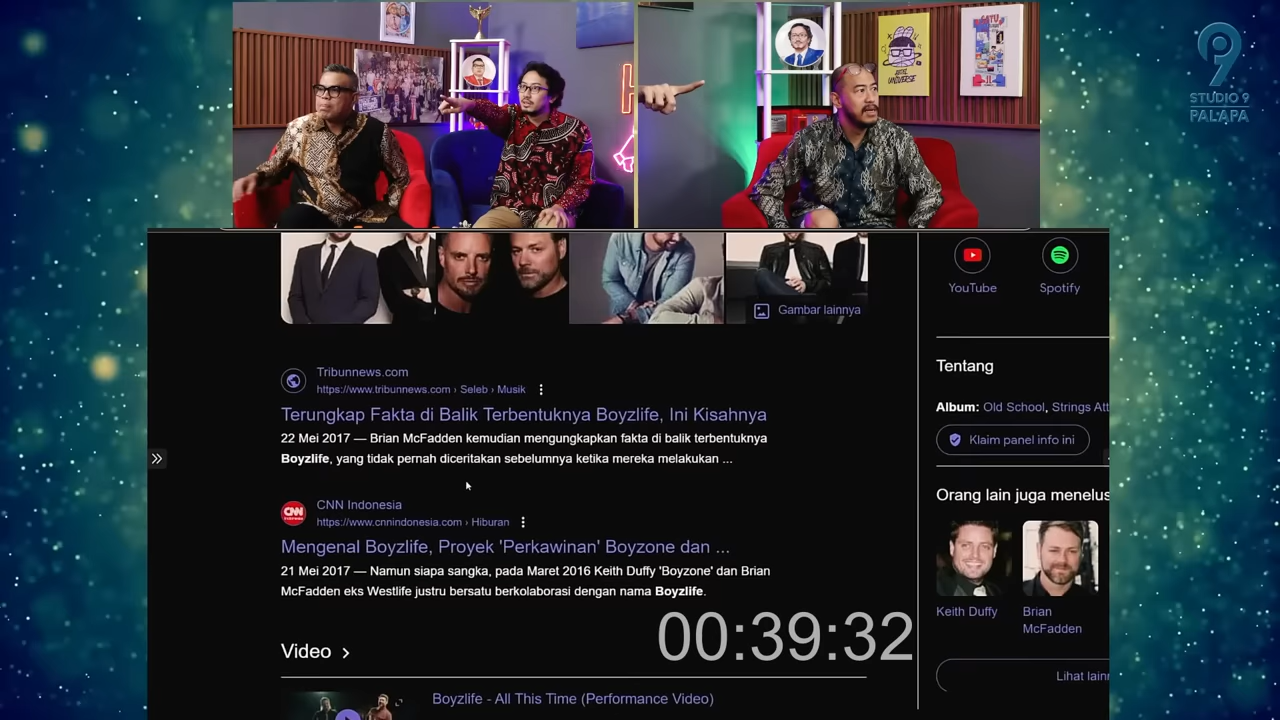 STUDIO 9
PALAPA
Gambar lainnya
YouTube
Spotify
Tribunnews.com
https://www.tribunnews.com › Seleb › Musik
Terungkap Fakta di Balik Terbentuknya Boyzlife, Ini Kisahnya
22 Mei 2017 — Brian McFadden kemudian mengungkapkan fakta di balik terbentuknya
Boyzlife, yang tidak pernah diceritakan sebelumnya ketika mereka melakukan ...
Tentang
Album: Old School, Strings Att
Klaim panel info ini
CNN Indonesia
https://www.cnnindonesia.com › Hiburan
Mengenal Boyzlife, Proyek 'Perkawinan' Boyzone dan ...
21 Mei 2017 — Namun siapa sangka, pada Maret 2016 Keith Duffy 'Boyzone' dan Brian
McFadden eks Westlife justru bersatu berkolaborasi dengan nama Boyzlife.
Orang lain juga menelus
Keith Duffy
Brian
McFadden
Lihat lain
00:39:32
Video
Boyzlife - All This Time (Performance Video)